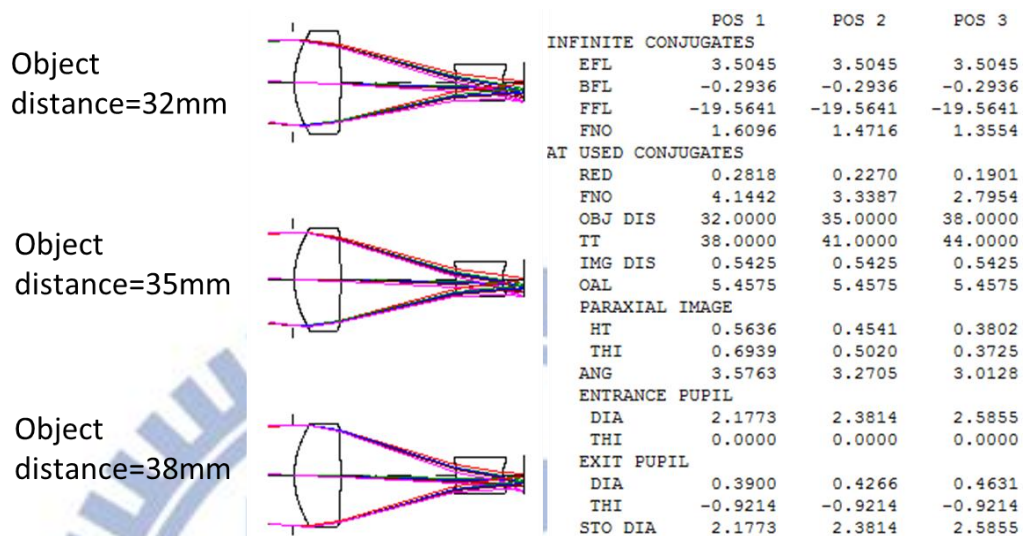 Object
distance=32mm
Object
distance=35mm
Object
distance=38mm
POS 1 POS 2 POS 3
INFINITE CONJUGATES
EFL 3.5045 3.5045 3.5045
BFL -0.2936 -0.2936 -0.2936
FFL -19.5641 -19.5641 -19.5641
FNO 1.6096 1.4716 1.3554
AT USED CONJUGATES
RED 0.2818 0.2270 0.1901
FNO 4.1442 3.3387 2.7954
OBJ DIS 32.0000 35.0000 38.0000
TT 38.0000 41.0000 44.0000
IMG DIS 0.5425 0.5425 0.5425
OAL 5.4575 5.4575 5.4575
PARAXIAL IMAGE
HT 0.5636 0.4541 0.3802
THI 0.6939 0.5020 0.3725
ANG 3.5763 3.2705 3.0128
ENTRANCE PUPIL
DIA 2.1773 2.3814 2.5855
THI 0.0000 0.0000 0.0000
EXIT PUPIL
DIA 0.3900 0.4266 0.4631
THI -0.9214 -0.9214 -0.9214
STO DIA 2.1773 2.3814 2.5855